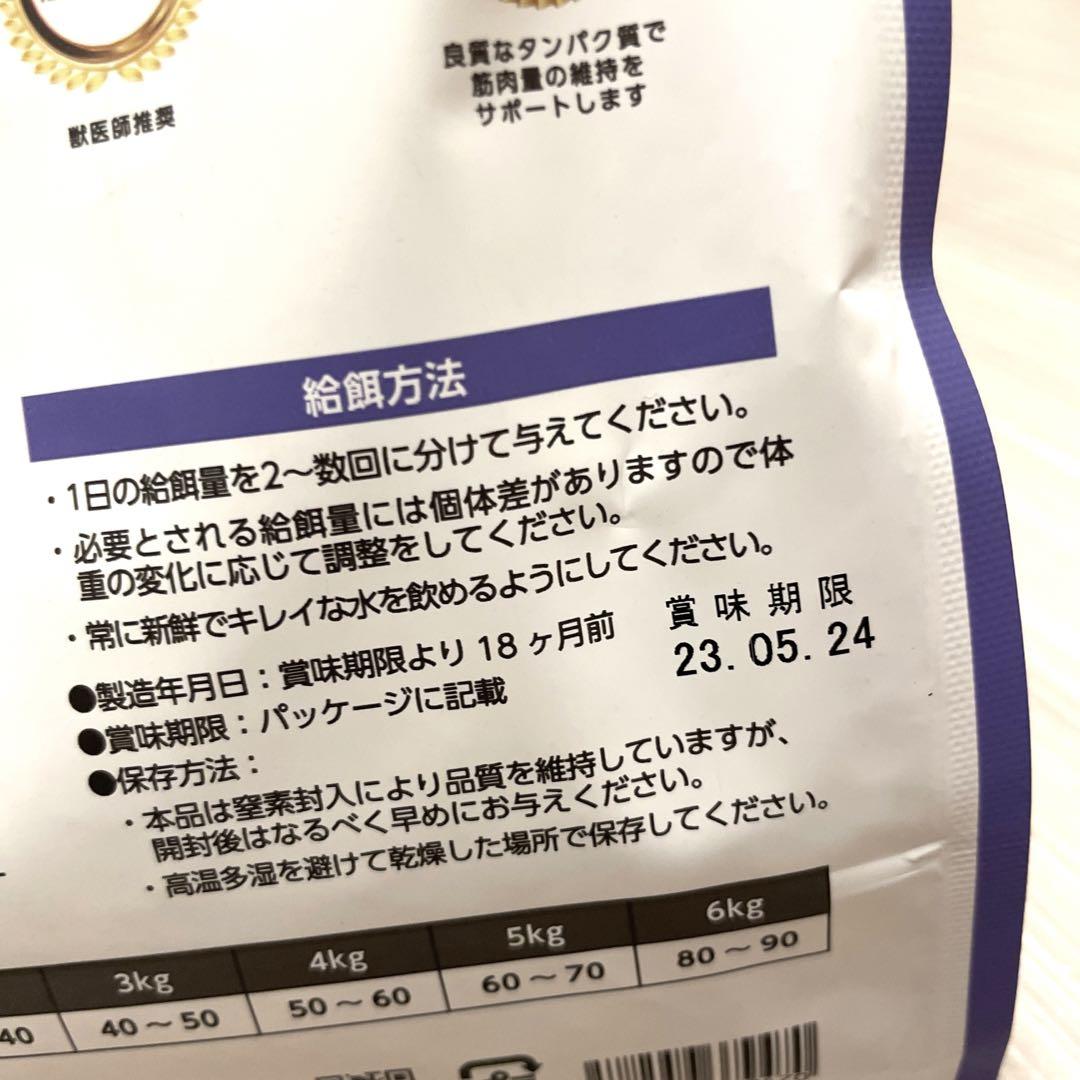 獣医師推奨
良質なタンパク質で
筋肉量の維持を
サポートします
給餌方法
・1日の給餌量を2～数回に分けて与えてください。
・必要とされる給餌量には個体差がありますので体
重の変化に応じて調整をしてください。
・常に新鮮でキレイな水を飲めるようにしてください。
●製造年月日：賞味期限より18ヶ月前
賞味期限
23.05.24
●賞味期限：パッケージに記載
●保存方法：
・本品は窒素封入により品質を維持していますが、
開封後はなるべく早めにお与えください。
・高温多湿を避けて乾燥した場所で保存してください。
3kg 4kg 5kg 6kg
40 40～50 50～60 60～70 80～90